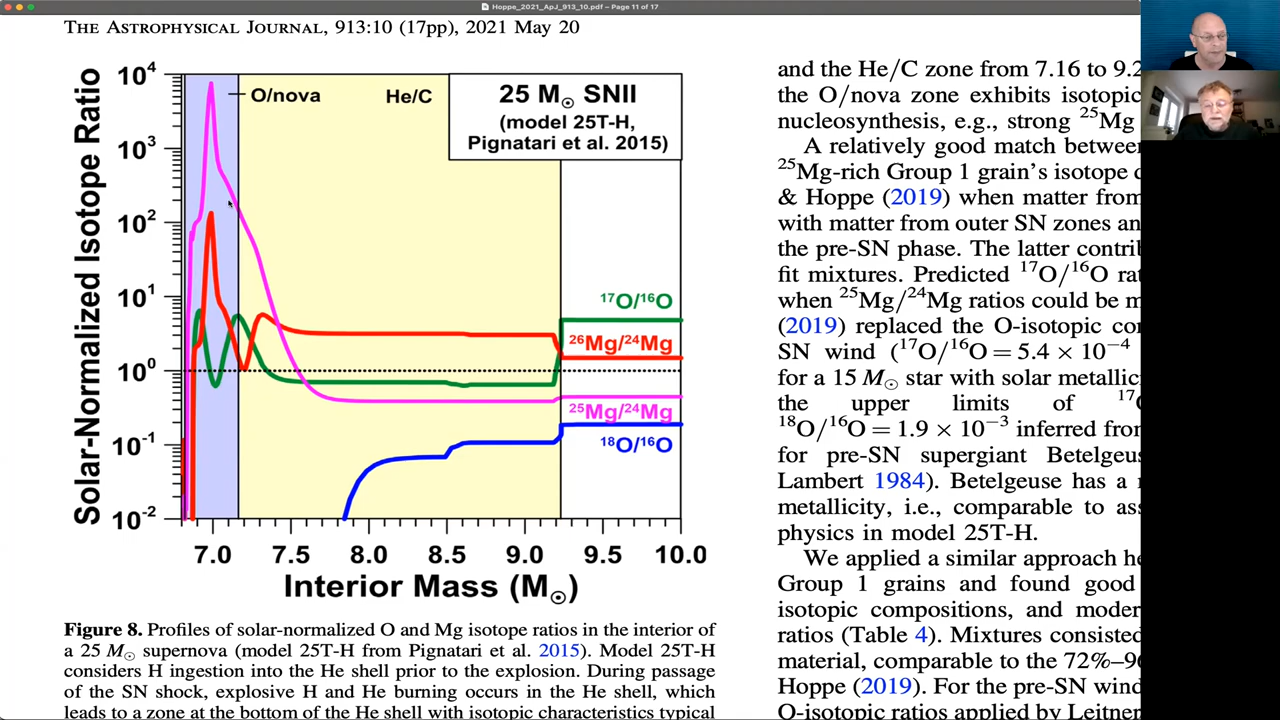 Hoppe_2021_ApJ_913_10.pdf – Page 11 of 17
THE ASTROPHYSICAL JOURNAL, 913:10 (17pp), 2021 May 20
Solar-Normalized Isotope Ratio
10^4
10^3
10^2
10^1
10^0
10^-1
10^-2
O/nova
He/C
25 M☉ SNII
(model 25T-H,
Pignatari et al. 2015)
17O/16O
26Mg/24Mg
25Mg/24Mg
18O/16O
7.0 7.5 8.0 8.5 9.0 9.5 10.0
Interior Mass (M☉)
Figure 8. Profiles of solar-normalized O and Mg isotope ratios in the interior of
a 25 M☉ supernova (model 25T-H from Pignatari et al. 2015). Model 25T-H
considers H ingestion into the He shell prior to the explosion. During passage
of the SN shock, explosive H and He burning occurs in the He shell, which
leads to a zone at the bottom of the He shell with isotopic characteristics typical
and the He/C zone from 7.16 to 9.2
the O/nova zone exhibits isotopic
nucleosynthesis, e.g., strong 25Mg
A relatively good match between
25Mg-rich Group 1 grain's isotope
& Hoppe (2019) when matter from
with matter from outer SN zones an
the pre-SN phase. The latter contrib
fit mixtures. Predicted 17O/16O rat
when 25Mg/24Mg ratios could be m
(2019) replaced the O-isotopic co
SN wind (17O/16O = 5.4 × 10−4
for a 15 M☉ star with solar metallic
the upper limits of 17
18O/16O = 1.9 × 10−3 inferred from
for pre-SN supergiant Betelgeus
Lambert 1984). Betelgeuse has a
metallicity, i.e., comparable to as
physics in model 25T-H.
We applied a similar approach he
Group 1 grains and found good
isotopic compositions, and moder
ratios (Table 4). Mixtures consisted
material, comparable to the 72%–9
Hoppe (2019). For the pre-SN wind
O-isotopic ratios applied by Leitner